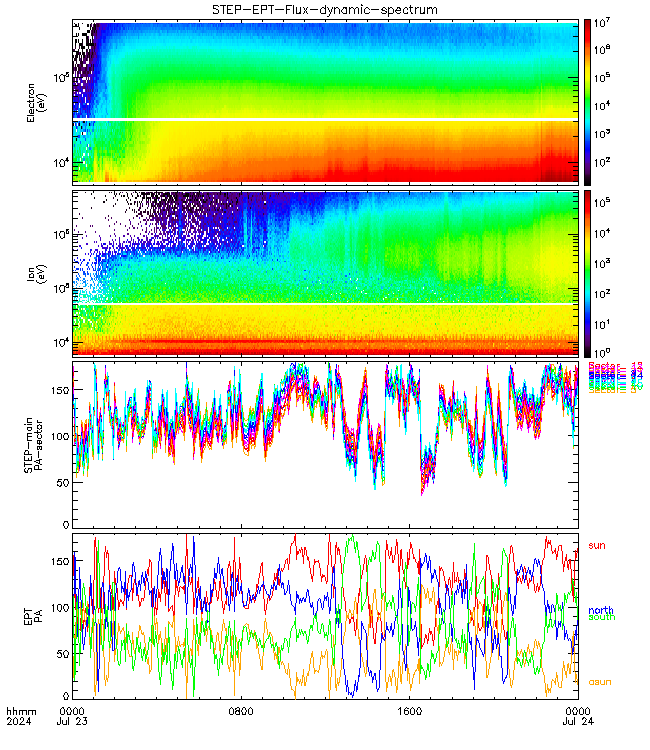 STEP-EPT-Flux-dynamic-spectrum
Electron
(eV)
10⁵
10⁴
10⁷
10⁶
10⁵
10⁴
10³
10²
Ion
(eV)
10⁶
10⁵
10⁴
10⁵
10⁴
10³
10²
10¹
10⁰
STEP-main
PA-sector
150
100
50
0
EPT
PA
150
100
50
0
sun
north
south
asun
hhmm
2024
0000
Jul 23
0800
1600
0000
Jul 24